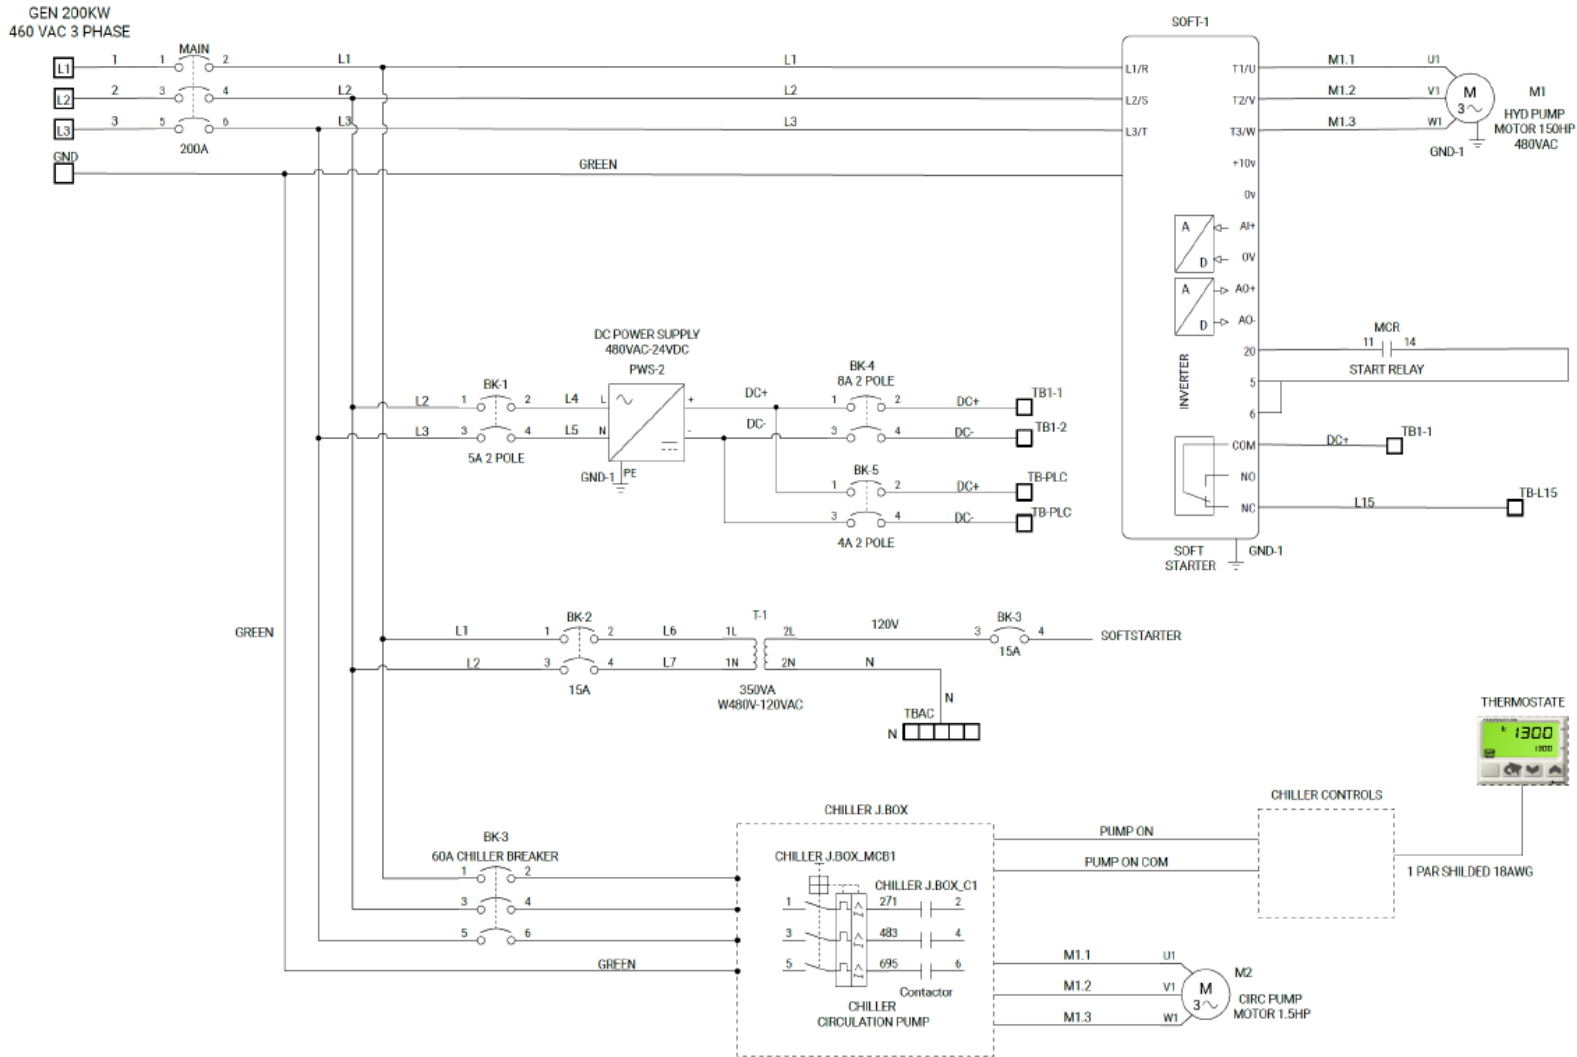 GEN 200KW
460 VAC 3 PHASE
SOFT-1
MAIN
L1 1 1 2 L1 L1 L1/R T1/U M1.1 U1
L2 2 3 4 L2 L2 L2/S T2/V M1.2 V1
M
3
M1
HYD PUMP
MOTOR 150HP
480VAC
L3 3 5 6 L3 L3 L3/T T3/W M1.3 W1
200A
GND-1
GND
GREEN
+10v
0v
A
D
AI+
0V
A
D
AO+
AO-
MCR
11 14
20
START RELAY
5
6
INVERTER
DC POWER SUPPLY
480VAC-24VDC
PWS-2
BK-1
BK-4
8A 2 POLE
L2 1 2 L4 L + DC+ 1 2 DC+ TB1-1
L3 3 4 L5 N - DC- 3 4 DC- TB1-2
5A 2 POLE
GND-1 PE
BK-5
1 2 DC+ TB-PLC
3 4 DC- TB-PLC
4A 2 POLE
COM DC+ TB1-1
NO
NC L15 TB-L15
SOFT
STARTER
GND-1
GREEN
BK-2
T-1
BK-3
L1 1 2 L6 1L 2L 120V 3 4 SOFTSTARTER
15A
L2 3 4 L7 1N 2N N
15A
350VA
W480V-120VAC
N
TBAC
N
THERMOSTATE
1300
1300
CHILLER CONTROLS
CHILLER J.BOX
PUMP ON
PUMP ON COM
1 PAR SHILDED 18AWG
BK-3
60A CHILLER BREAKER
1 2
3 4
5 6
GREEN
CHILLER J.BOX_MCB1
CHILLER J.BOX_C1
1 271 2
3 483 4
5 695 6
Contactor
CHILLER
CIRCULATION PUMP
M1.1 U1
M1.2 V1
M1.3 W1
M
3
M2
CIRC PUMP
MOTOR 1.5HP